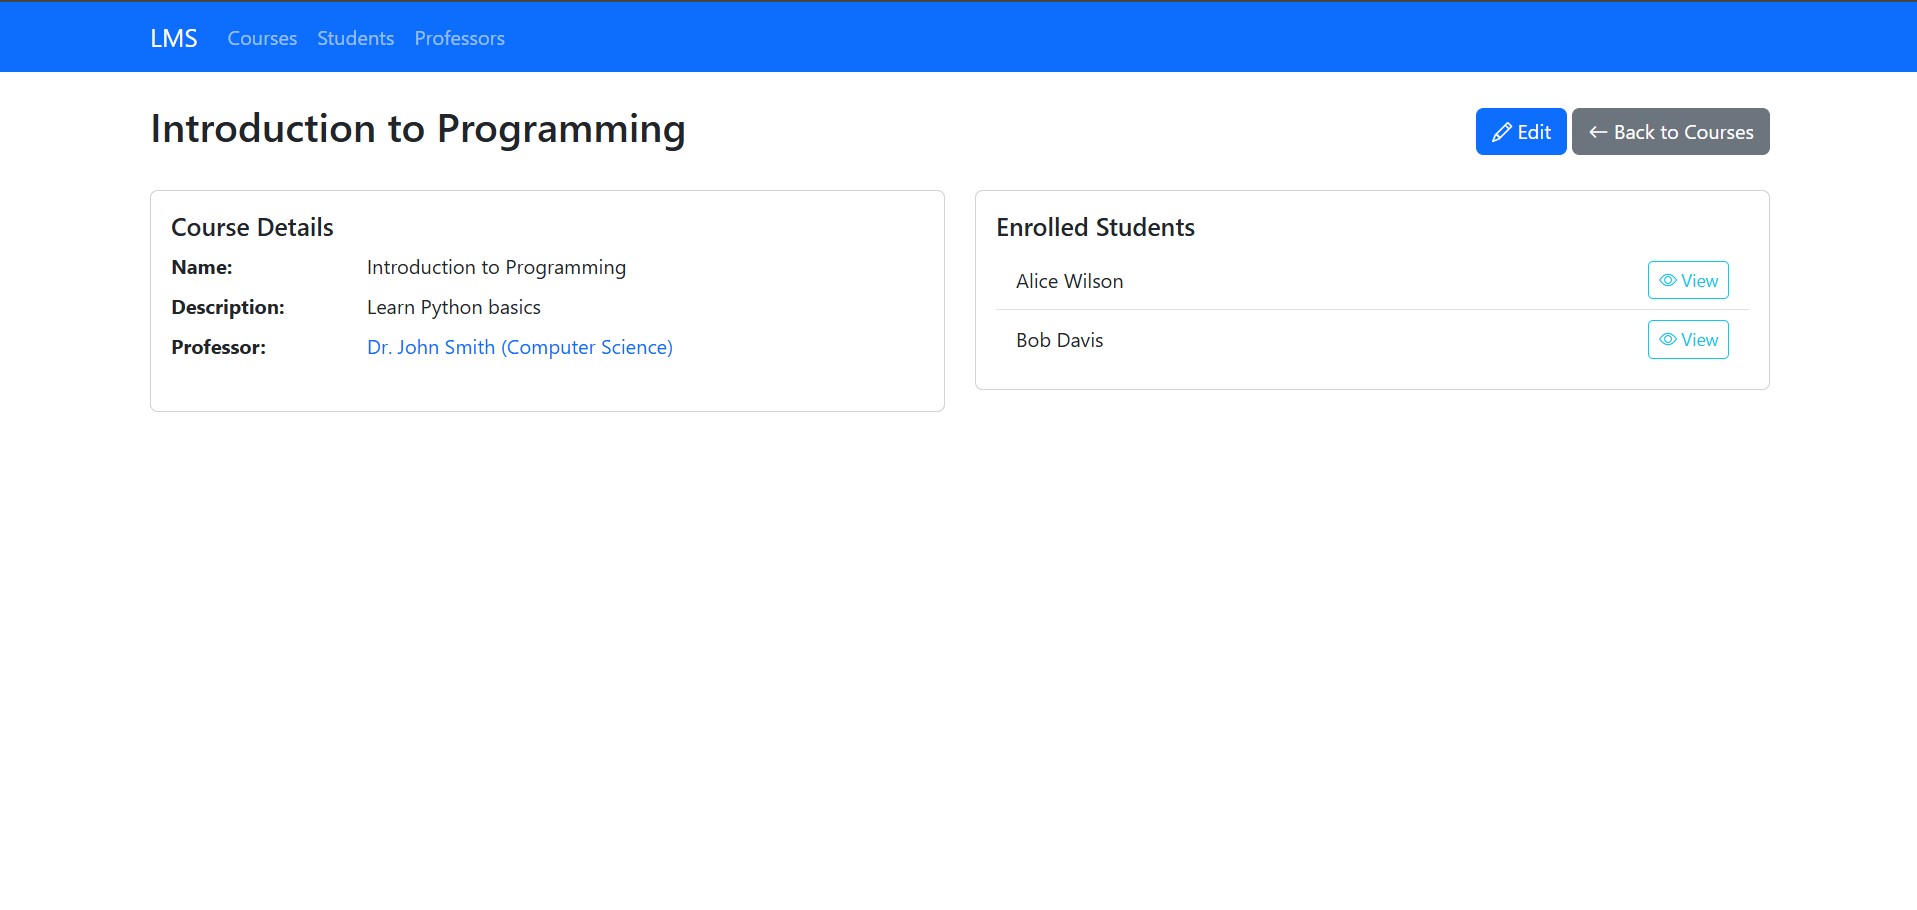 LMS Courses Students Professors
Introduction to Programming
Edit
Back to Courses
Course Details
Name: Introduction to Programming
Description: Learn Python basics
Professor: Dr. John Smith (Computer Science)
Enrolled Students
Alice Wilson View
Bob Davis View